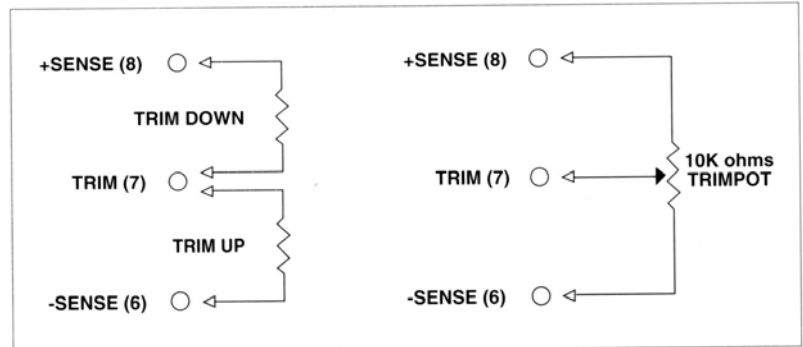 +SENSE (8)
TRIM DOWN
TRIM (7)
TRIM UP
-SENSE (6)
+SENSE (8)
10K ohms
TRIMPOT
TRIM (7)
-SENSE (6)